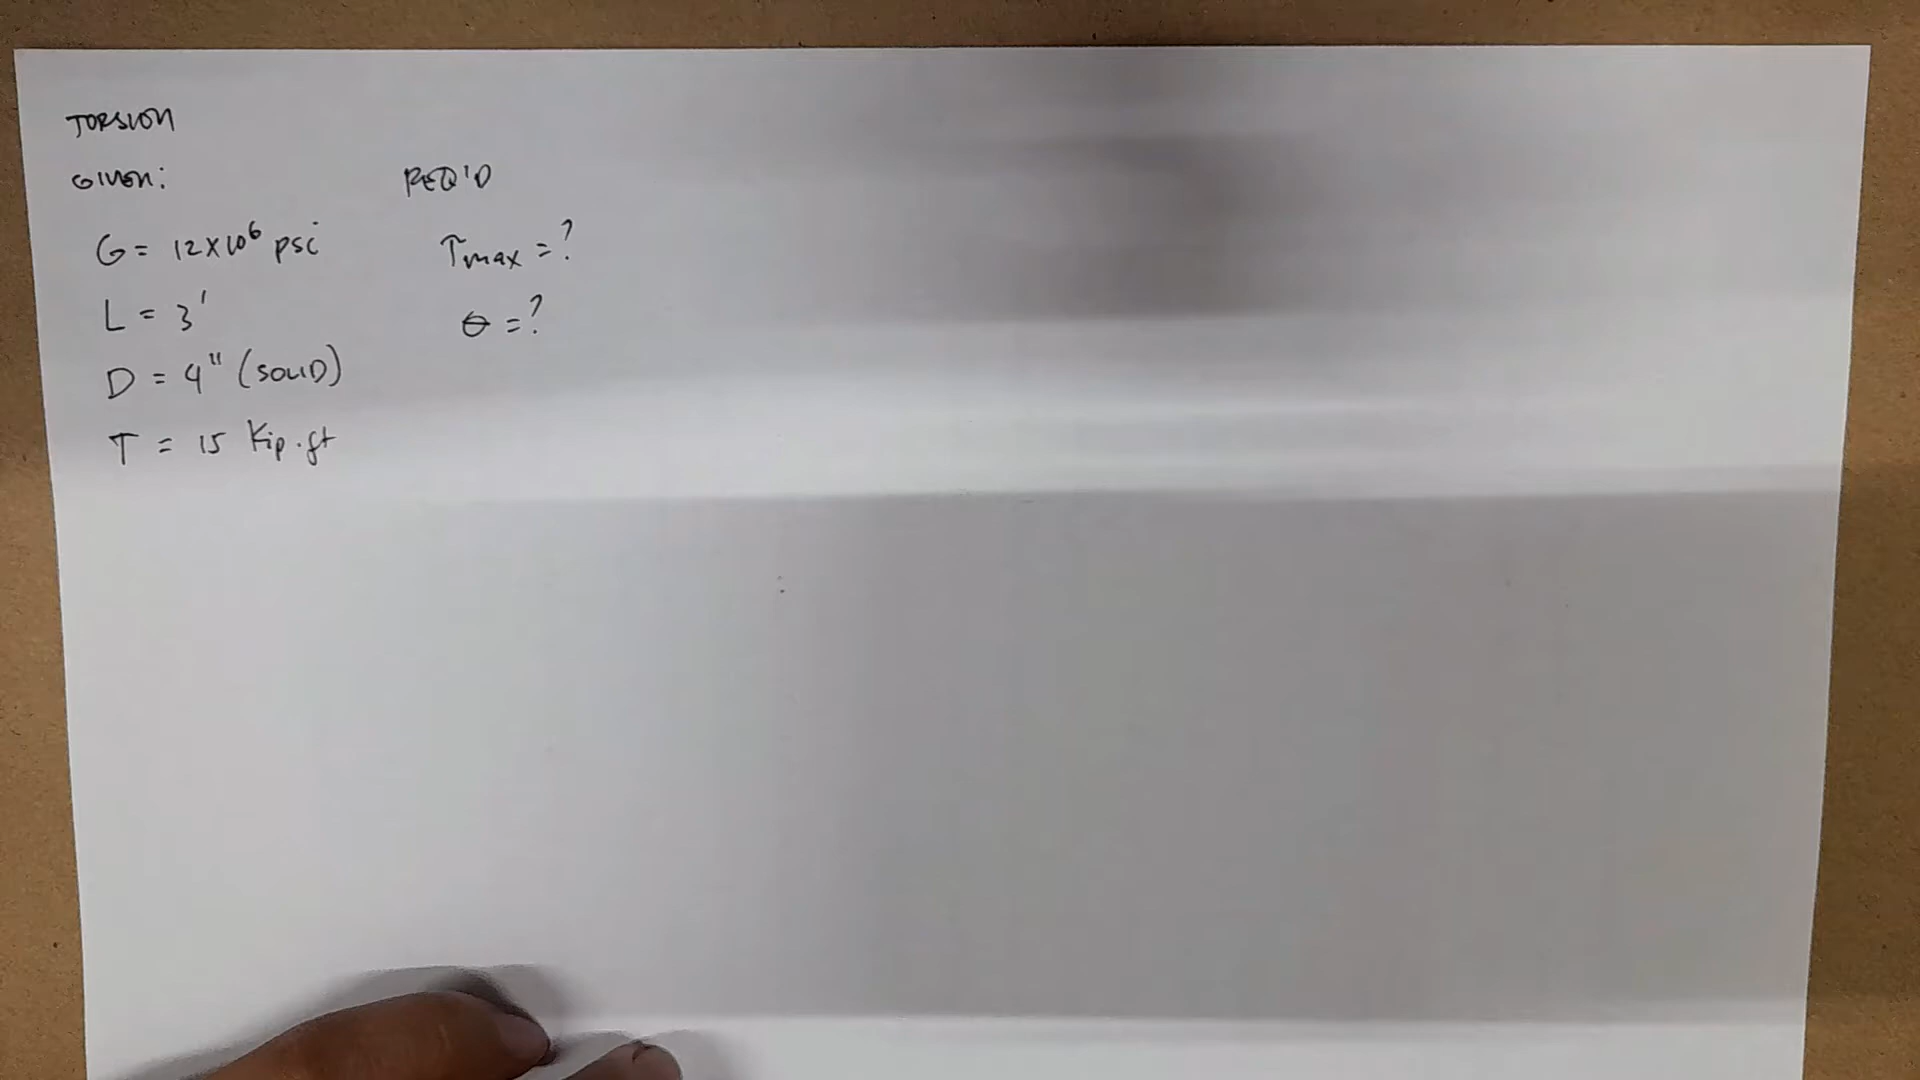 TORSION
GIVEN:
G = 12x10⁶ psi
L = 3'
D = 4" (SOLID)
T = 15 Kip·ft
REQ'D
τmax = ?
θ = ?